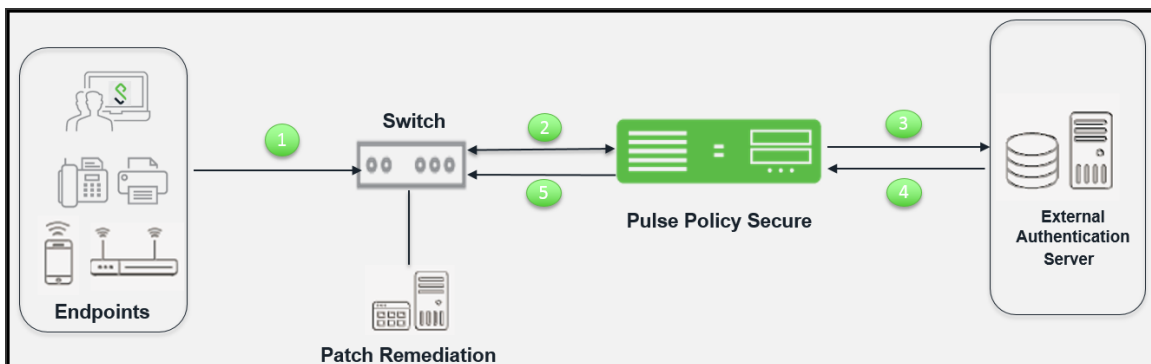 1
Switch
2
3
5
4
Pulse Policy Secure
External
Authentication
Server
Endpoints
Patch Remediation